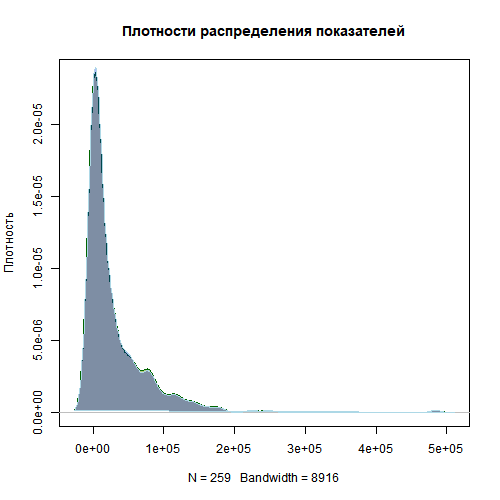 Плотности распределения показателей
Плотность
2.0e-05
1.5e-05
1.0e-05
5.0e-06
0.0e+00
0e+00 1e+05 2e+05 3e+05 4e+05 5e+05
N = 259 Bandwidth = 8916